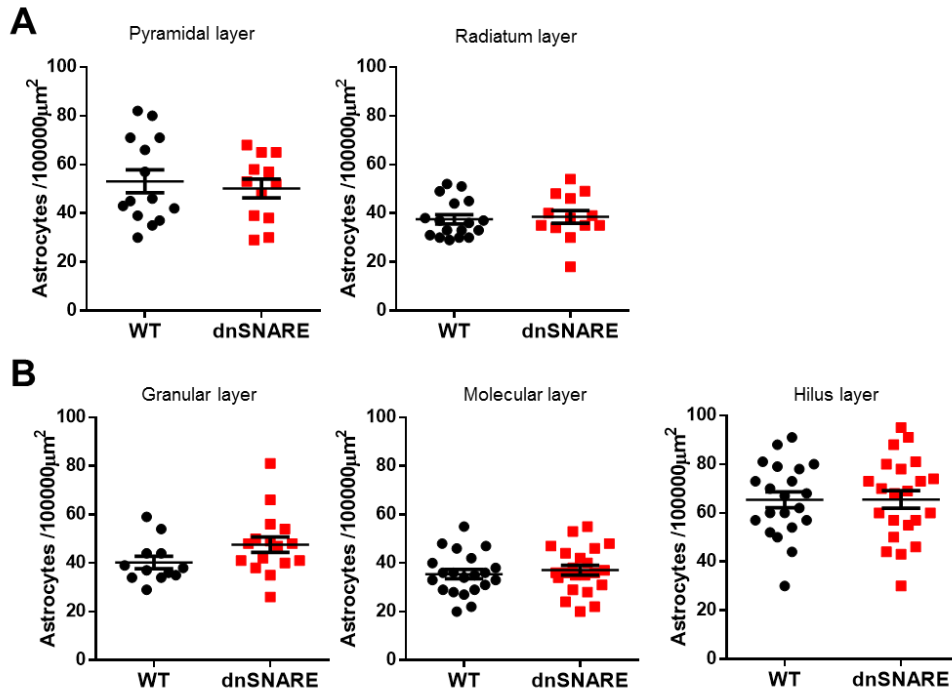 A
Pyramidal layer
Radiatum layer
Astrocytes /100000μm²
100
80
60
40
20
0
WT
dnSNARE
Astrocytes /100000μm²
100
80
60
40
20
0
WT
dnSNARE
B
Granular layer
Molecular layer
Hilus layer
Astrocytes /100000μm²
100
80
60
40
20
0
WT
dnSNARE
Astrocytes /100000μm²
100
80
60
40
20
0
WT
dnSNARE
Astrocytes /100000μm²
100
80
60
40
20
0
WT
dnSNARE